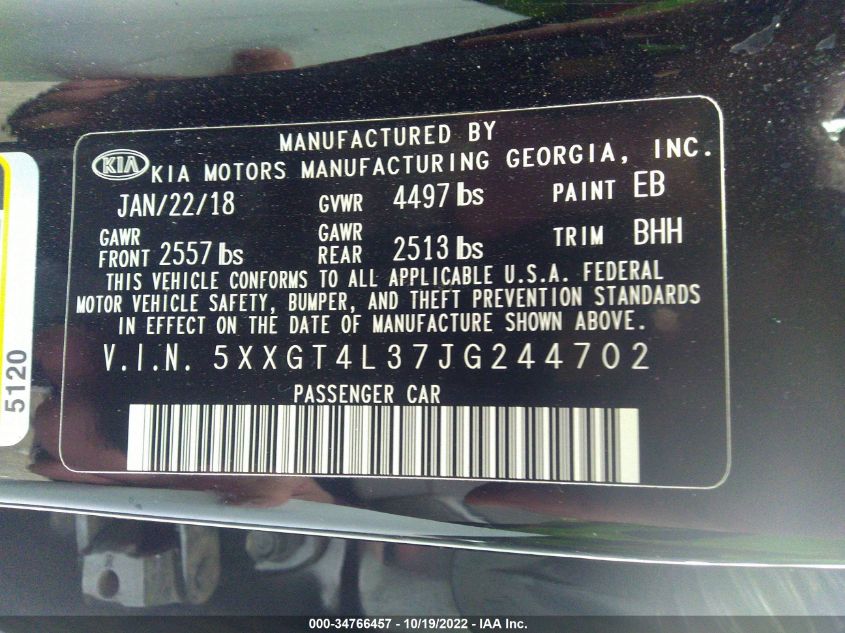 MANUFACTURED BY
KIA KIA MOTORS MANUFACTURING GEORGIA, INC.
JAN/22/18 GVWR 4497 lbs PAINT EB
GAWR FRONT 2557 lbs GAWR REAR 2513 lbs TRIM BHH
THIS VEHICLE CONFORMS TO ALL APPLICABLE U.S.A. FEDERAL
MOTOR VEHICLE SAFETY, BUMPER, AND THEFT PREVENTION STANDARDS
IN EFFECT ON THE DATE OF MANUFACTURE SHOWN ABOVE.
V.I.N. 5XXGT4L37JG244702
PASSENGER CAR
5120
000-34766457 - 10/19/2022 - IAA Inc.